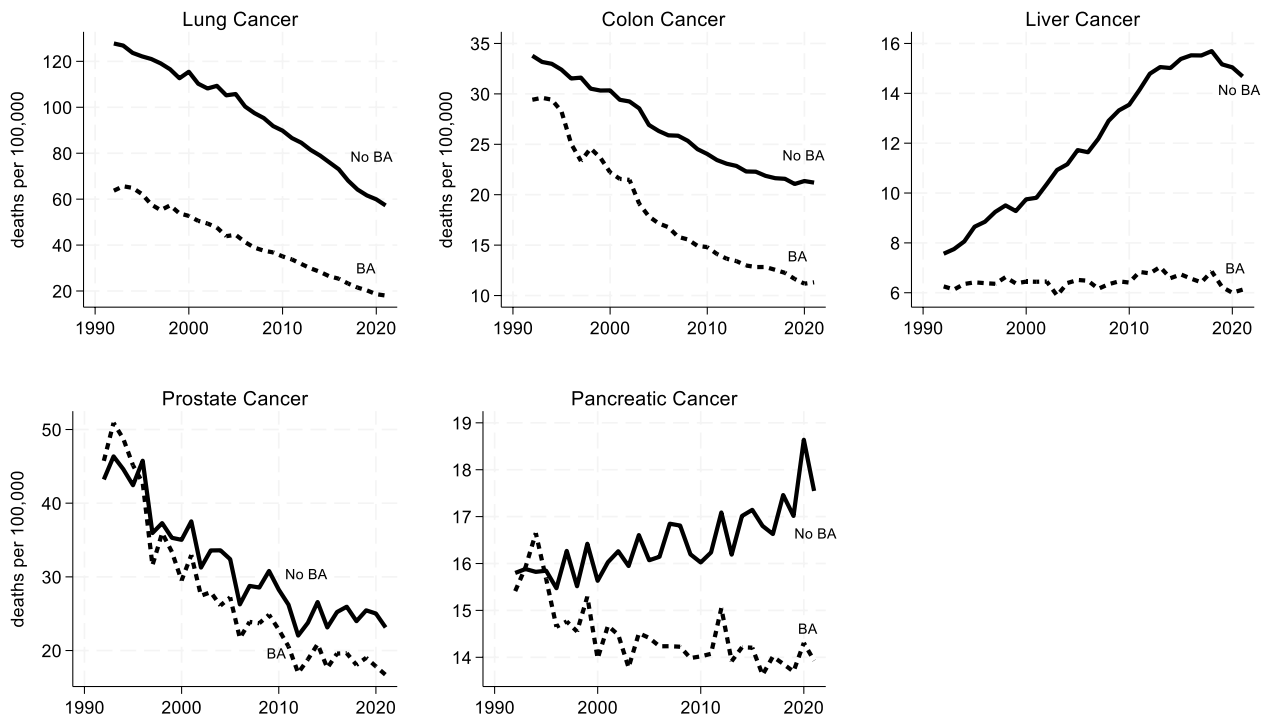 Lung Cancer
deaths per 100,000
120
100
80
60
40
20
No BA
BA
1990 2000 2010 2020
Colon Cancer
deaths per 100,000
35
30
25
20
15
10
No BA
BA
1990 2000 2010 2020
Liver Cancer
16
14
12
10
8
6
No BA
BA
1990 2000 2010 2020
Prostate Cancer
deaths per 100,000
50
40
30
20
No BA
BA
1990 2000 2010 2020
Pancreatic Cancer
19
18
17
16
15
14
No BA
BA
1990 2000 2010 2020